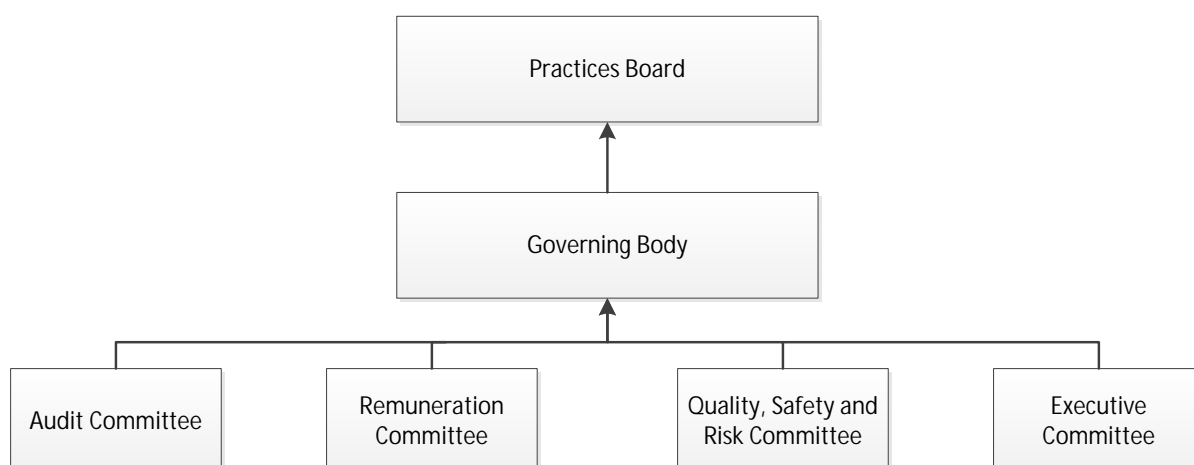 Practices Board
Governing Body
Audit Committee
Remuneration
Committee
Quality, Safety and
Risk Committee
Executive
Committee